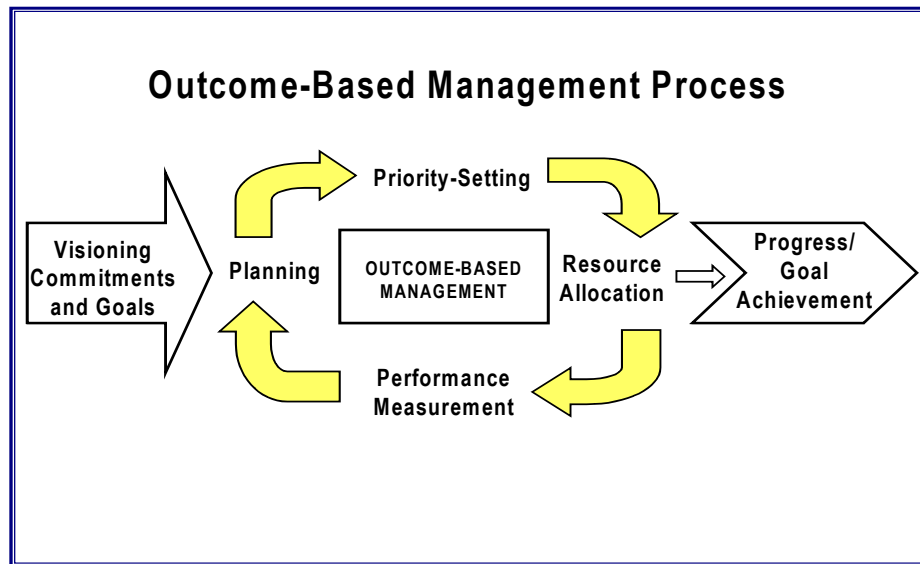 Outcome-Based Management Process
Priority-Setting
Visioning
Commitments
and Goals
Planning
OUTCOME-BASED
MANAGEMENT
Resource
Allocation
Progress/
Goal
Achievement
Performance
Measurement